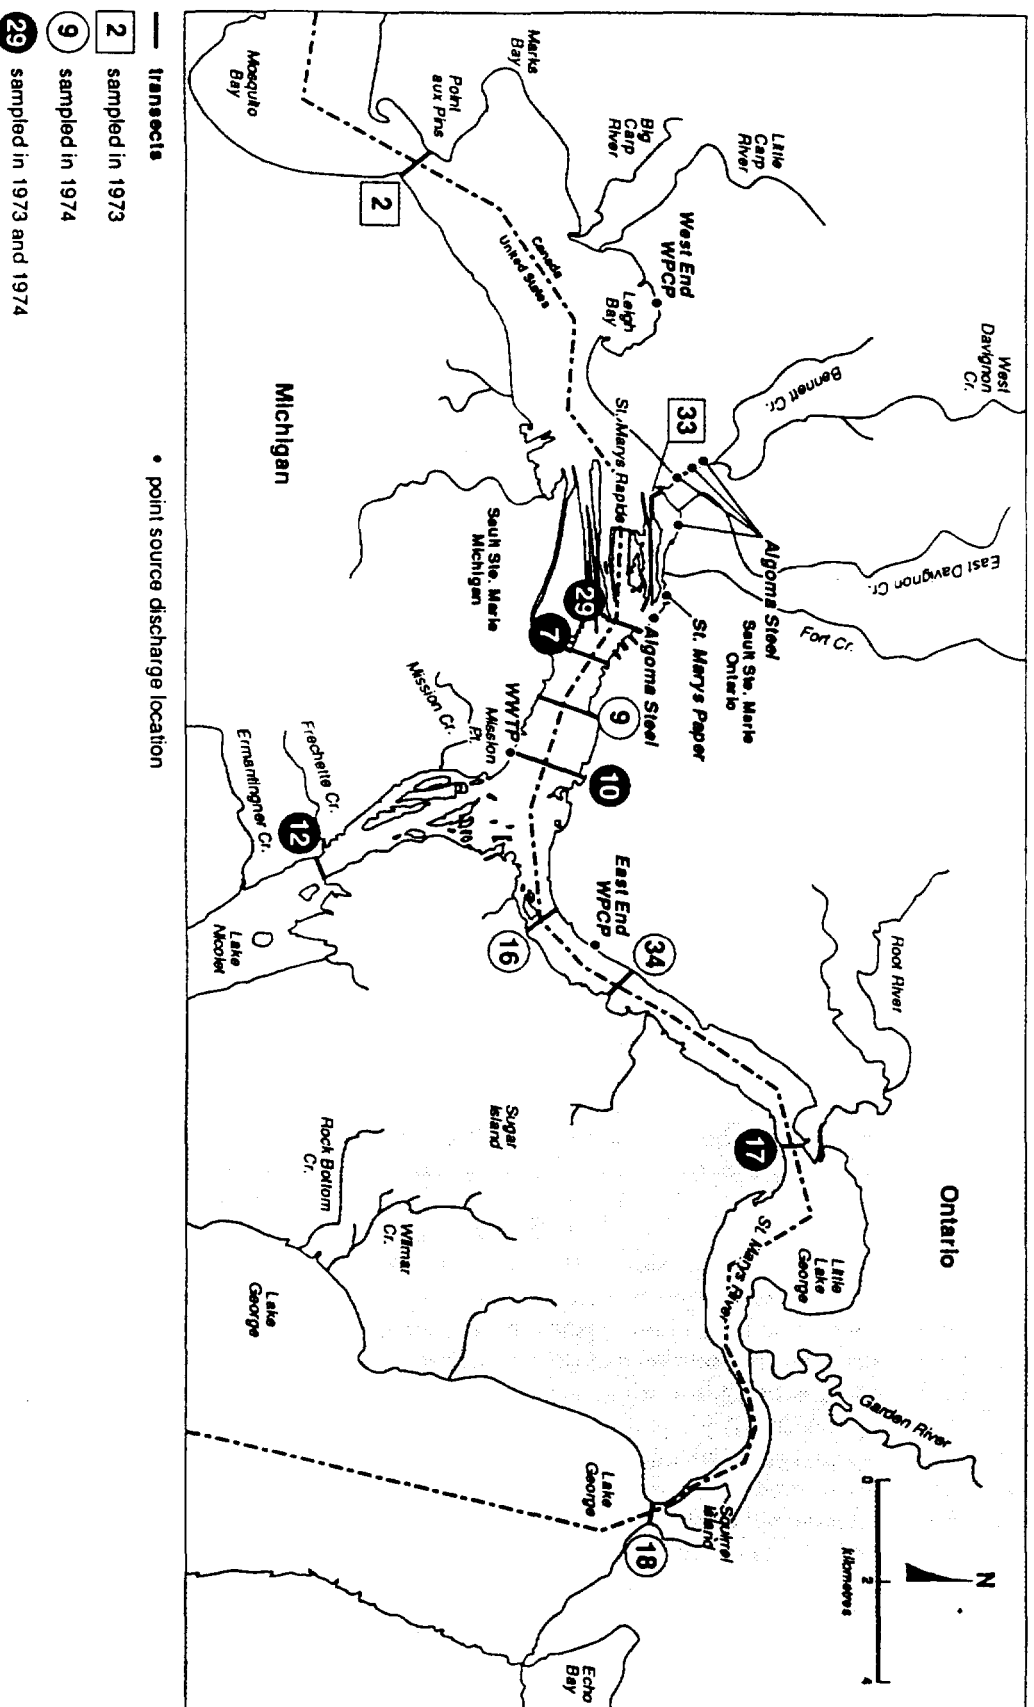 Marks
Bay
Point
aux Pins
Mosquito
Bay
Big
Carp
River
Little
Carp
River
2
Canada
United States
West End
WPCP
Leigh
Bay
West
Davignon
Cr.
Bennett Cr.
33
St. Marys Rapids
Michigan
Algoma Steel
East Davignon Cr.
Fort Cr.
Sault Ste. Marie
Ontario
St. Marys Paper
Algoma Steel
Sault Ste. Marie
Michigan
29
7
9
10
WWTP
Mission
Pt.
Mission Cr.
Frechette Cr.
Ermantingner Cr.
12
Lake
Nicolet
East End
WPCP
16
34
Root River
17
Ontario
Little
Lake
George
St. Marys River
Sugar
Island
Rock Bottom
Cr.
Wilmar
Cr.
Lake
George
Garden River
Lake
George
Squirrel
Island
18
Echo
Bay
N
0 2 4
kilometres
transects
2 sampled in 1973
9 sampled in 1974
29 sampled in 1973 and 1974
• point source discharge location